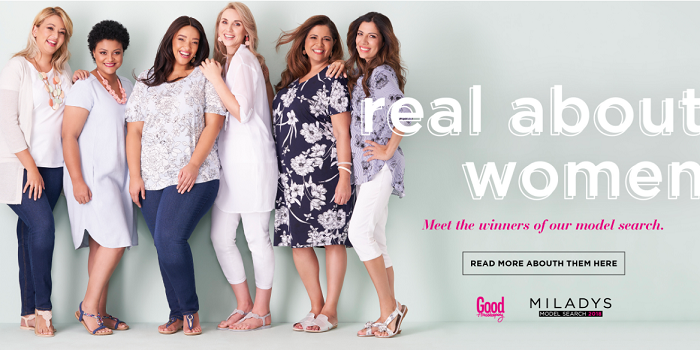 real about
women
Meet the winners of our model search.
READ MORE ABOUTH THEM HERE
Good
Housekeeping
MILADYS
MODEL SEARCH 2018